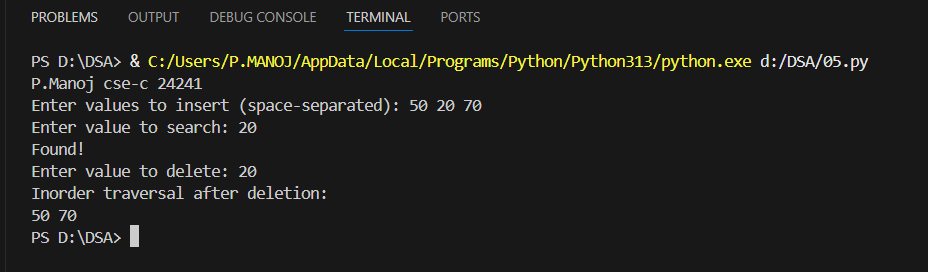 PROBLEMS OUTPUT DEBUG CONSOLE TERMINAL PORTS
PS D:\DSA> & C:/Users/P.MANOJ/AppData/Local/Programs/Python/Python313/python.exe d:/DSA/05.py
P.Manoj cse-c 24241
Enter values to insert (space-separated): 50 20 70
Enter value to search: 20
Found!
Enter value to delete: 20
Inorder traversal after deletion:
50 70
PS D:\DSA>